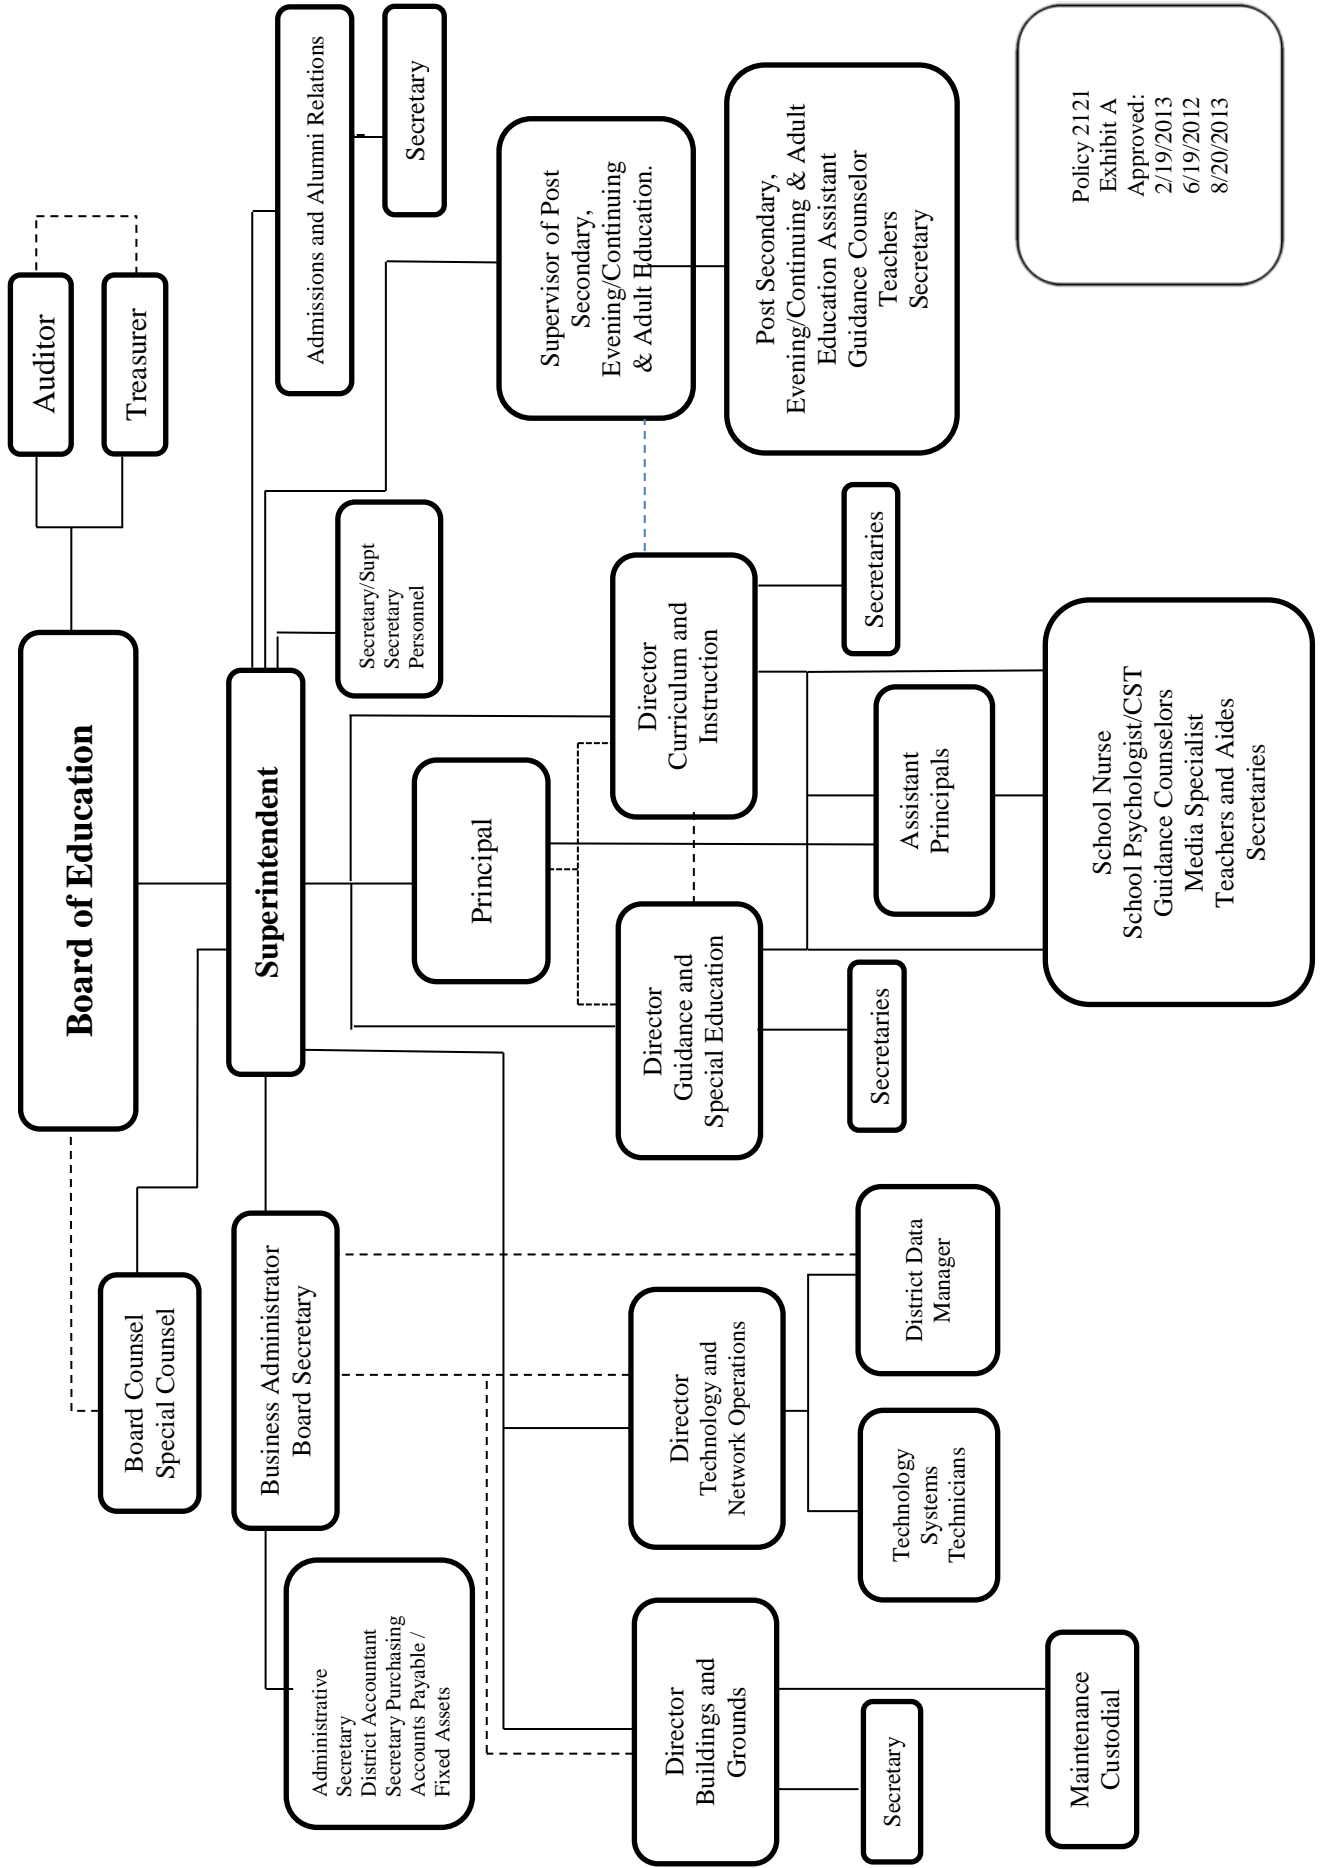 Board of Education
Auditor
Treasurer
Board Counsel
Special Counsel
Superintendent
Business Administrator
Board Secretary
Admissions and Alumni Relations
Secretary
Administrative
Secretary
District Accountant
Secretary Purchasing
Accounts Payable /
Fixed Assets
Secretary/Supt
Secretary
Personnel
Principal
Supervisor of Post
Secondary,
Evening/Continuing
& Adult Education.
Director
Buildings and
Grounds
Director
Technology and
Network Operations
Director
Guidance and
Special Education
Director
Curriculum and
Instruction
Post Secondary,
Evening/Continuing & Adult
Education Assistant
Guidance Counselor
Teachers
Secretary
Secretary
Technology
Systems
Technicians
District Data
Manager
Secretaries
Assistant
Principals
Secretaries
Maintenance
Custodial
School Nurse
School Psychologist/CST
Guidance Counselors
Media Specialist
Teachers and Aides
Secretaries
Policy 2121
Exhibit A
Approved:
2/19/2013
6/19/2012
8/20/2013